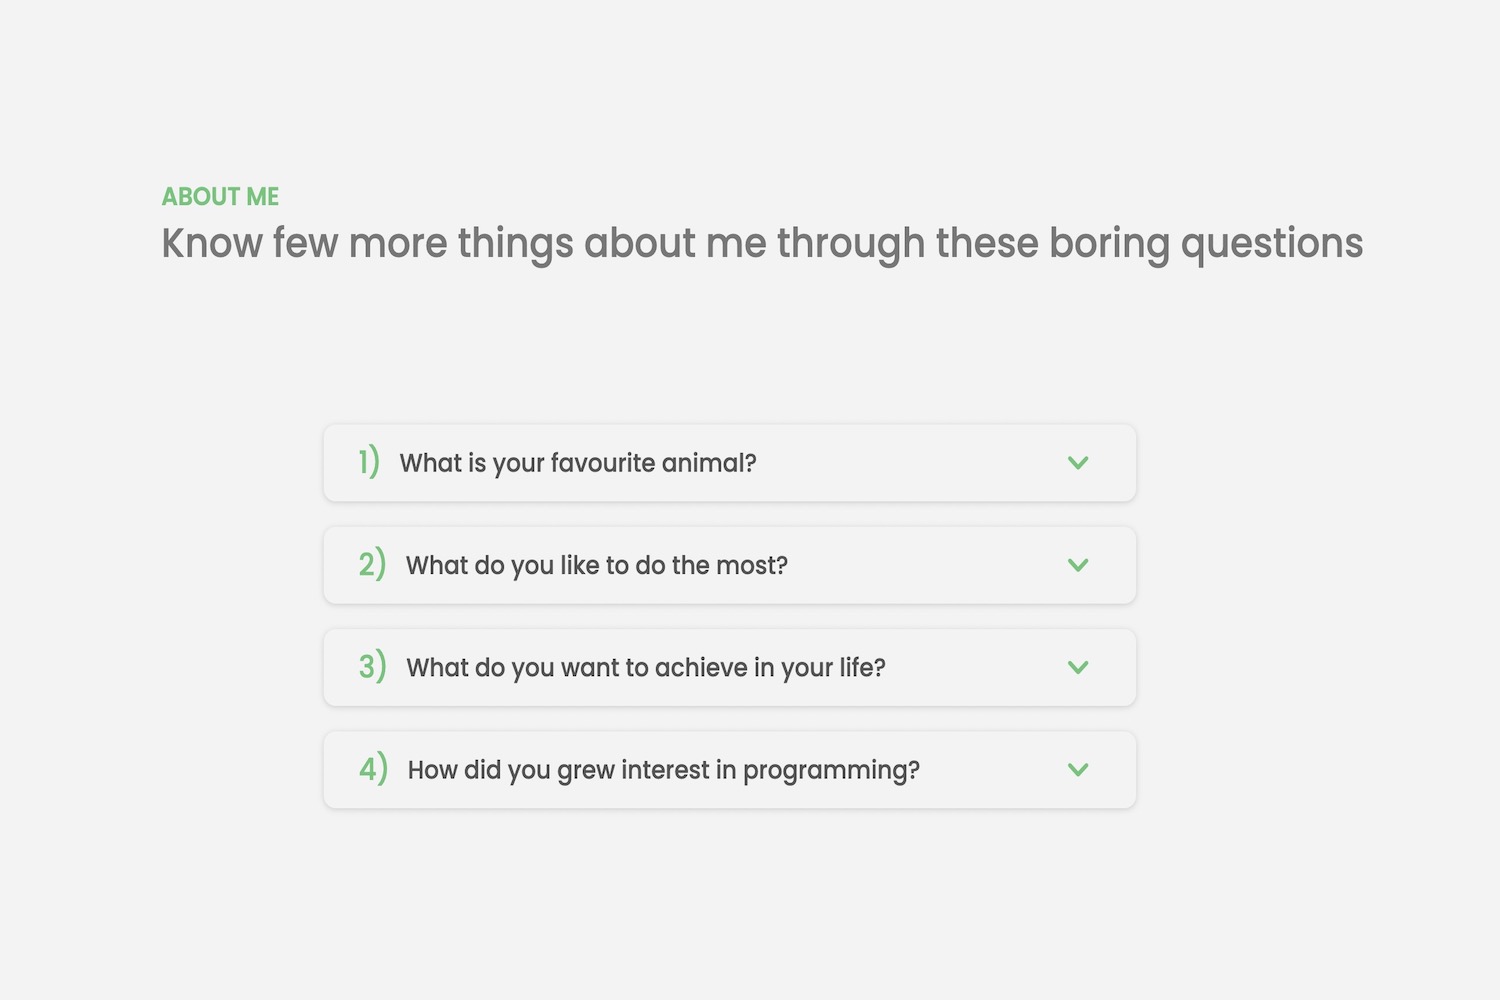 ABOUT ME
Know few more things about me through these boring questions
1) What is your favourite animal?
2) What do you like to do the most?
3) What do you want to achieve in your life?
4) How did you grew interest in programming?